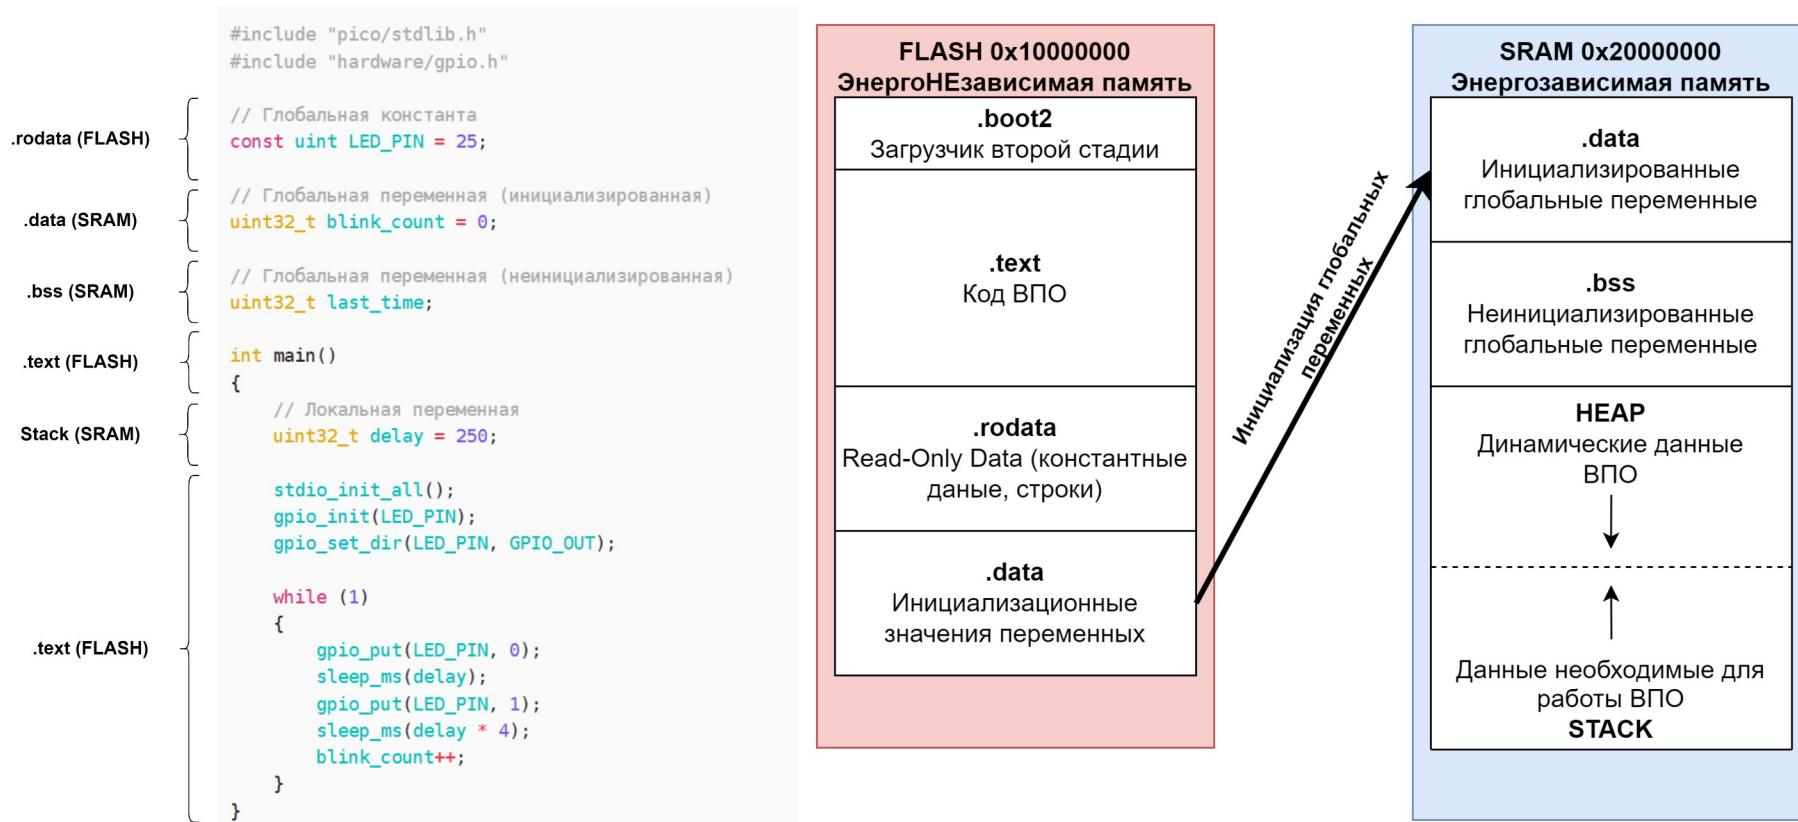 .rodata (FLASH)
.data (SRAM)
.bss (SRAM)
.text (FLASH)
Stack (SRAM)
.text (FLASH)
#include "pico/stdlib.h"
#include "hardware/gpio.h"
// Глобальная константа
const uint LED_PIN = 25;
// Глобальная переменная (инициализированная)
uint32_t blink_count = 0;
// Глобальная переменная (неинициализированная)
uint32_t last_time;
int main()
{
    // Локальная переменная
    uint32_t delay = 250;
    stdio_init_all();
    gpio_init(LED_PIN);
    gpio_set_dir(LED_PIN, GPIO_OUT);
    while (1)
    {
        gpio_put(LED_PIN, 0);
        sleep_ms(delay);
        gpio_put(LED_PIN, 1);
        sleep_ms(delay * 4);
        blink_count++;
    }
}
FLASH 0x10000000
ЭнергоНЕзависимая память
.boot2
Загрузчик второй стадии
.text
Код ВПО
.rodata
Read-Only Data (константные
даные, строки)
.data
Инициализационные
значения переменных
Инициализация глобальных
переменных
SRAM 0x20000000
Энергозависимая память
.data
Инициализированные
глобальные переменные
.bss
Неинициализированные
глобальные переменные
HEAP
Динамические данные
ВПО
Данные необходимые для
работы ВПО
STACK